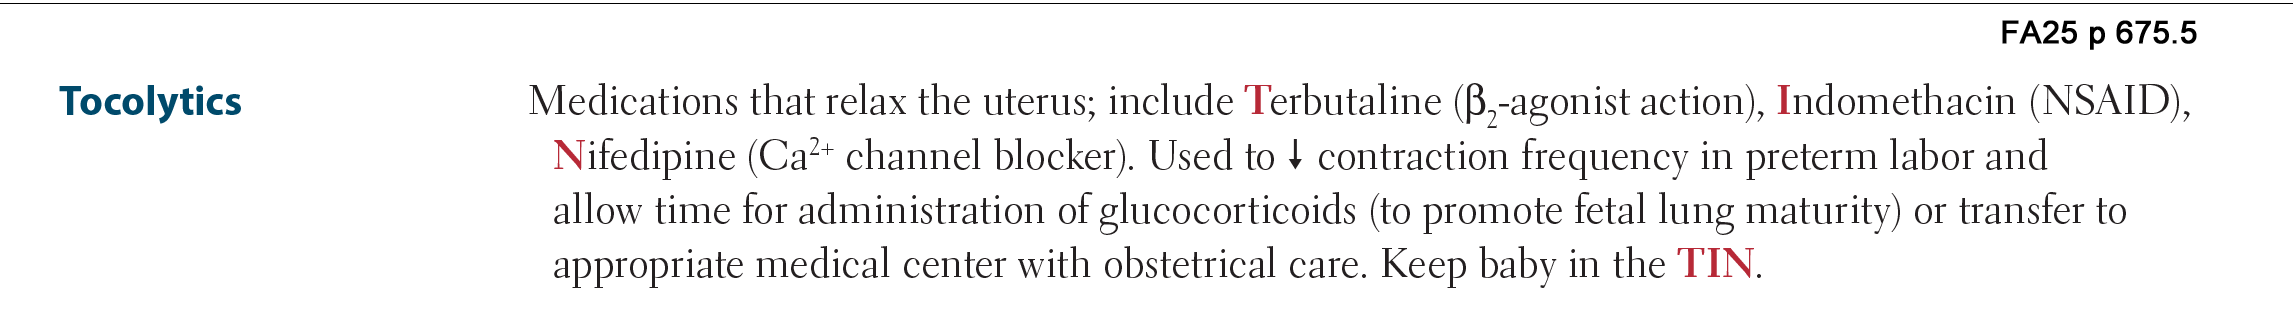 FA25 p 675.5
Tocolytics Medications that relax the uterus; include Terbutaline (β₂-agonist action), Indomethacin (NSAID),
Nifedipine (Ca²⁺ channel blocker). Used to ↓ contraction frequency in preterm labor and
allow time for administration of glucocorticoids (to promote fetal lung maturity) or transfer to
appropriate medical center with obstetrical care. Keep baby in the TIN.